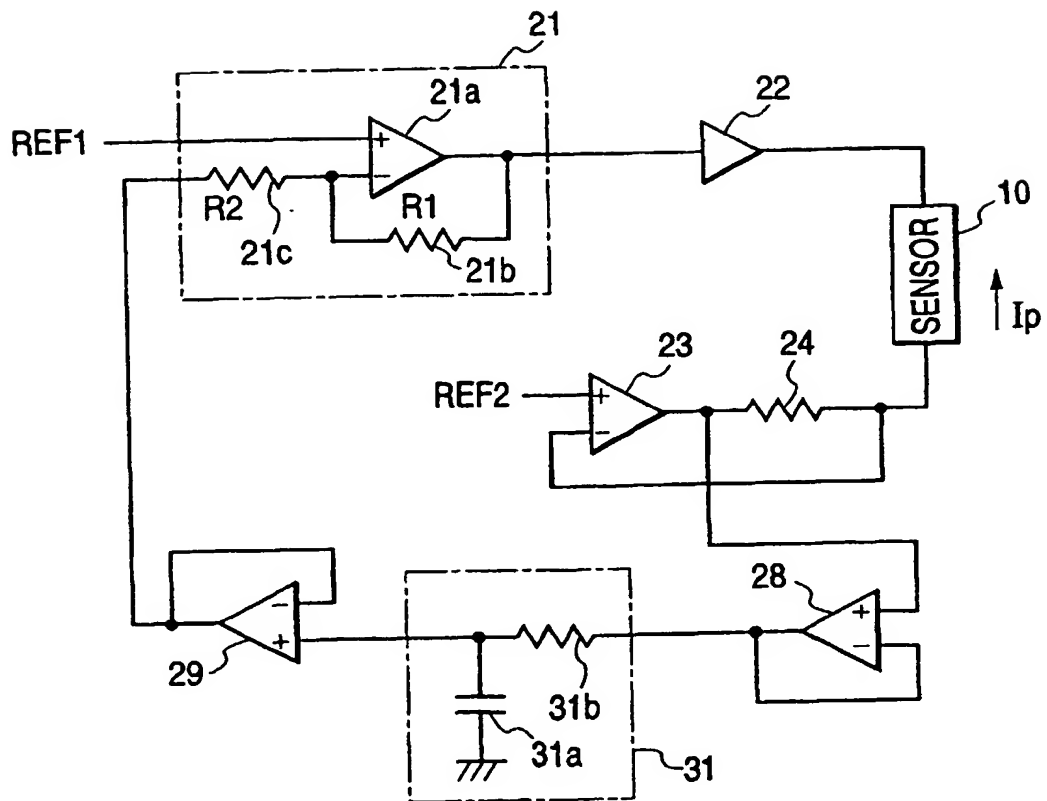 21
21a
22
REF1
+
−
R2
R1
21c
21b
10
SENSOR
Ip
23
24
REF2
+
−
28
+
−
−
+
29
31b
31a
31